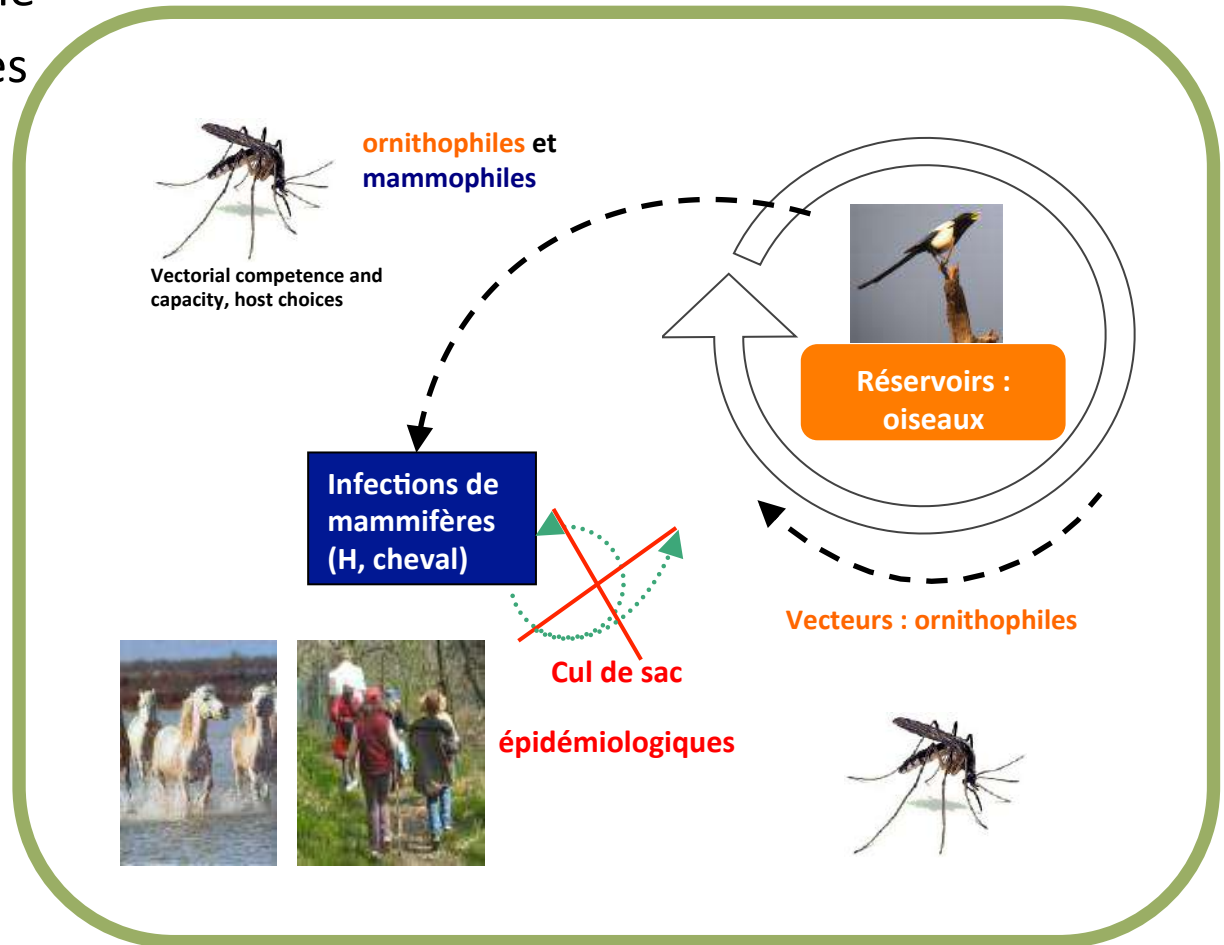 ornithophiles et
mammophiles
Vectorial competence and
capacity, host choices
Réservoirs :
oiseaux
Infections de
mammifères
(H, cheval)
Vecteurs : ornithophiles
Cul de sac
épidémiologiques